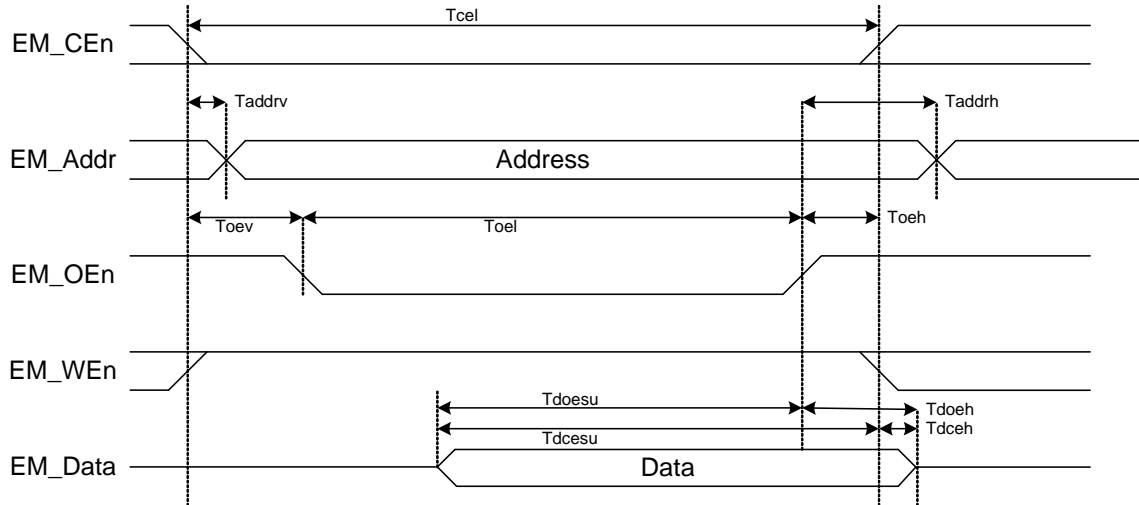 Tcel
EM_CEn
Taddrv
Taddrh
EM_Addr
Address
Toev
Toel
Toeh
EM_OEn
EM_WEn
Tdoesu
Tdoeh
Tdcesu
Tdceh
EM_Data
Data